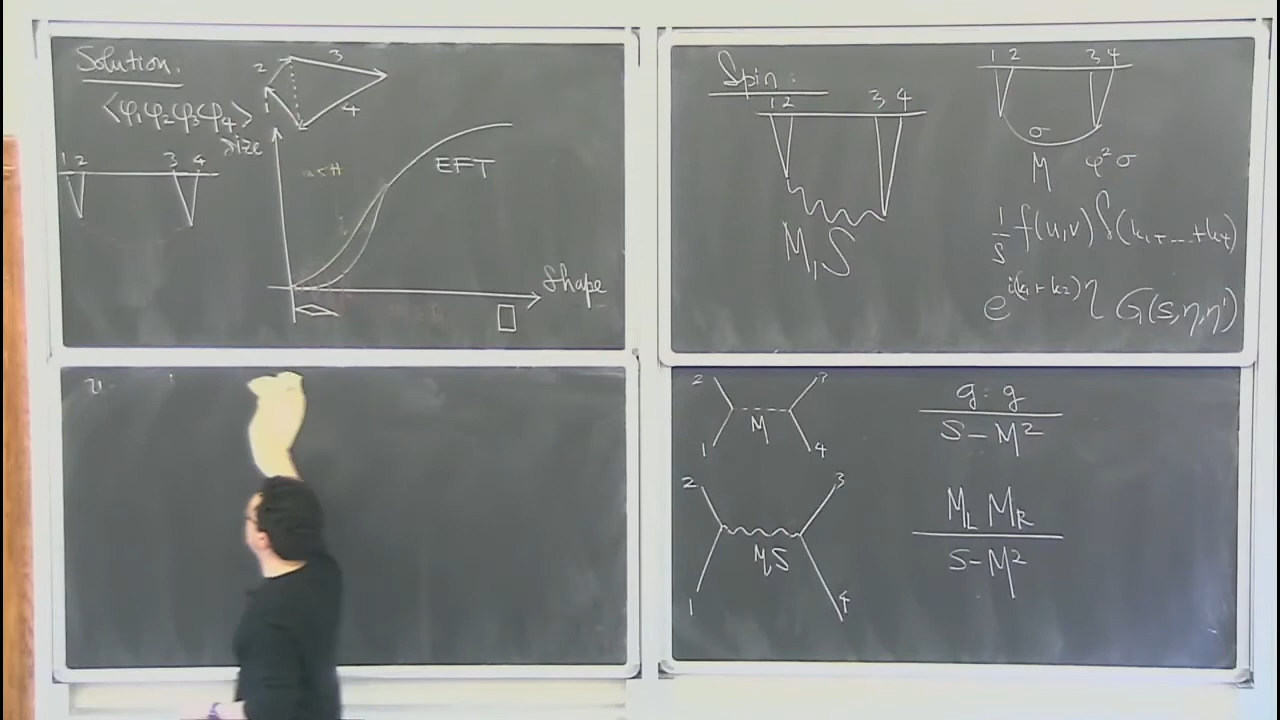 Solution.
2 3
⟨φ₁φ₂φ₃φ₄⟩ 1 4
Size
EFT
1 2 3 4
Shape
Spin:
1 2 3, 4
M, S
1 2 3 4
σ
M φ²σ
1/s f(u,v) δ(k₁+...+k₄)
e^{i(k₁+k₂)η} G(s,η,η')
2 3
M
1 4
g·g / S-M²
2 3
M S
1 4
M_L M_R / S-M²